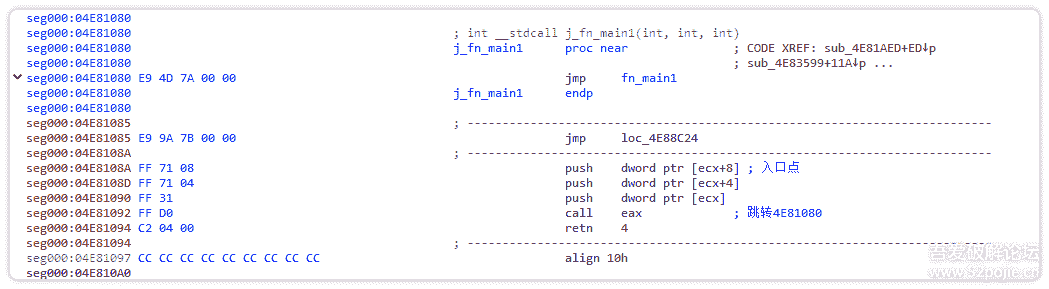 seg000:04E81080
seg000:04E81080 ; int __stdcall j_fn_main1(int, int, int)
seg000:04E81080 j_fn_main1 proc near ; CODE XREF: sub_4E81AED+ED↓p
seg000:04E81080 ; sub_4E83599+11A↓p ...
seg000:04E81080 E9 4D 7A 00 00 jmp fn_main1
seg000:04E81080 j_fn_main1 endp
seg000:04E81080
seg000:04E81085 ; ---------------------------------------------------------------------------
seg000:04E81085 E9 9A 7B 00 00 jmp loc_4E88C24
seg000:04E8108A ; ---------------------------------------------------------------------------
seg000:04E8108A FF 71 08 push dword ptr [ecx+8] ; 入口点
seg000:04E8108D FF 71 04 push dword ptr [ecx+4]
seg000:04E81090 FF 31 push dword ptr [ecx]
seg000:04E81092 FF D0 call eax ; 跳转4E81080
seg000:04E81094 C2 04 00 retn 4
seg000:04E81094 ; ---------------------------------------------------------------------------
seg000:04E81097 CC CC CC CC CC CC CC CC CC align 10h
seg000:04E810A0
吾爱破解论坛
www.52pojie.cn